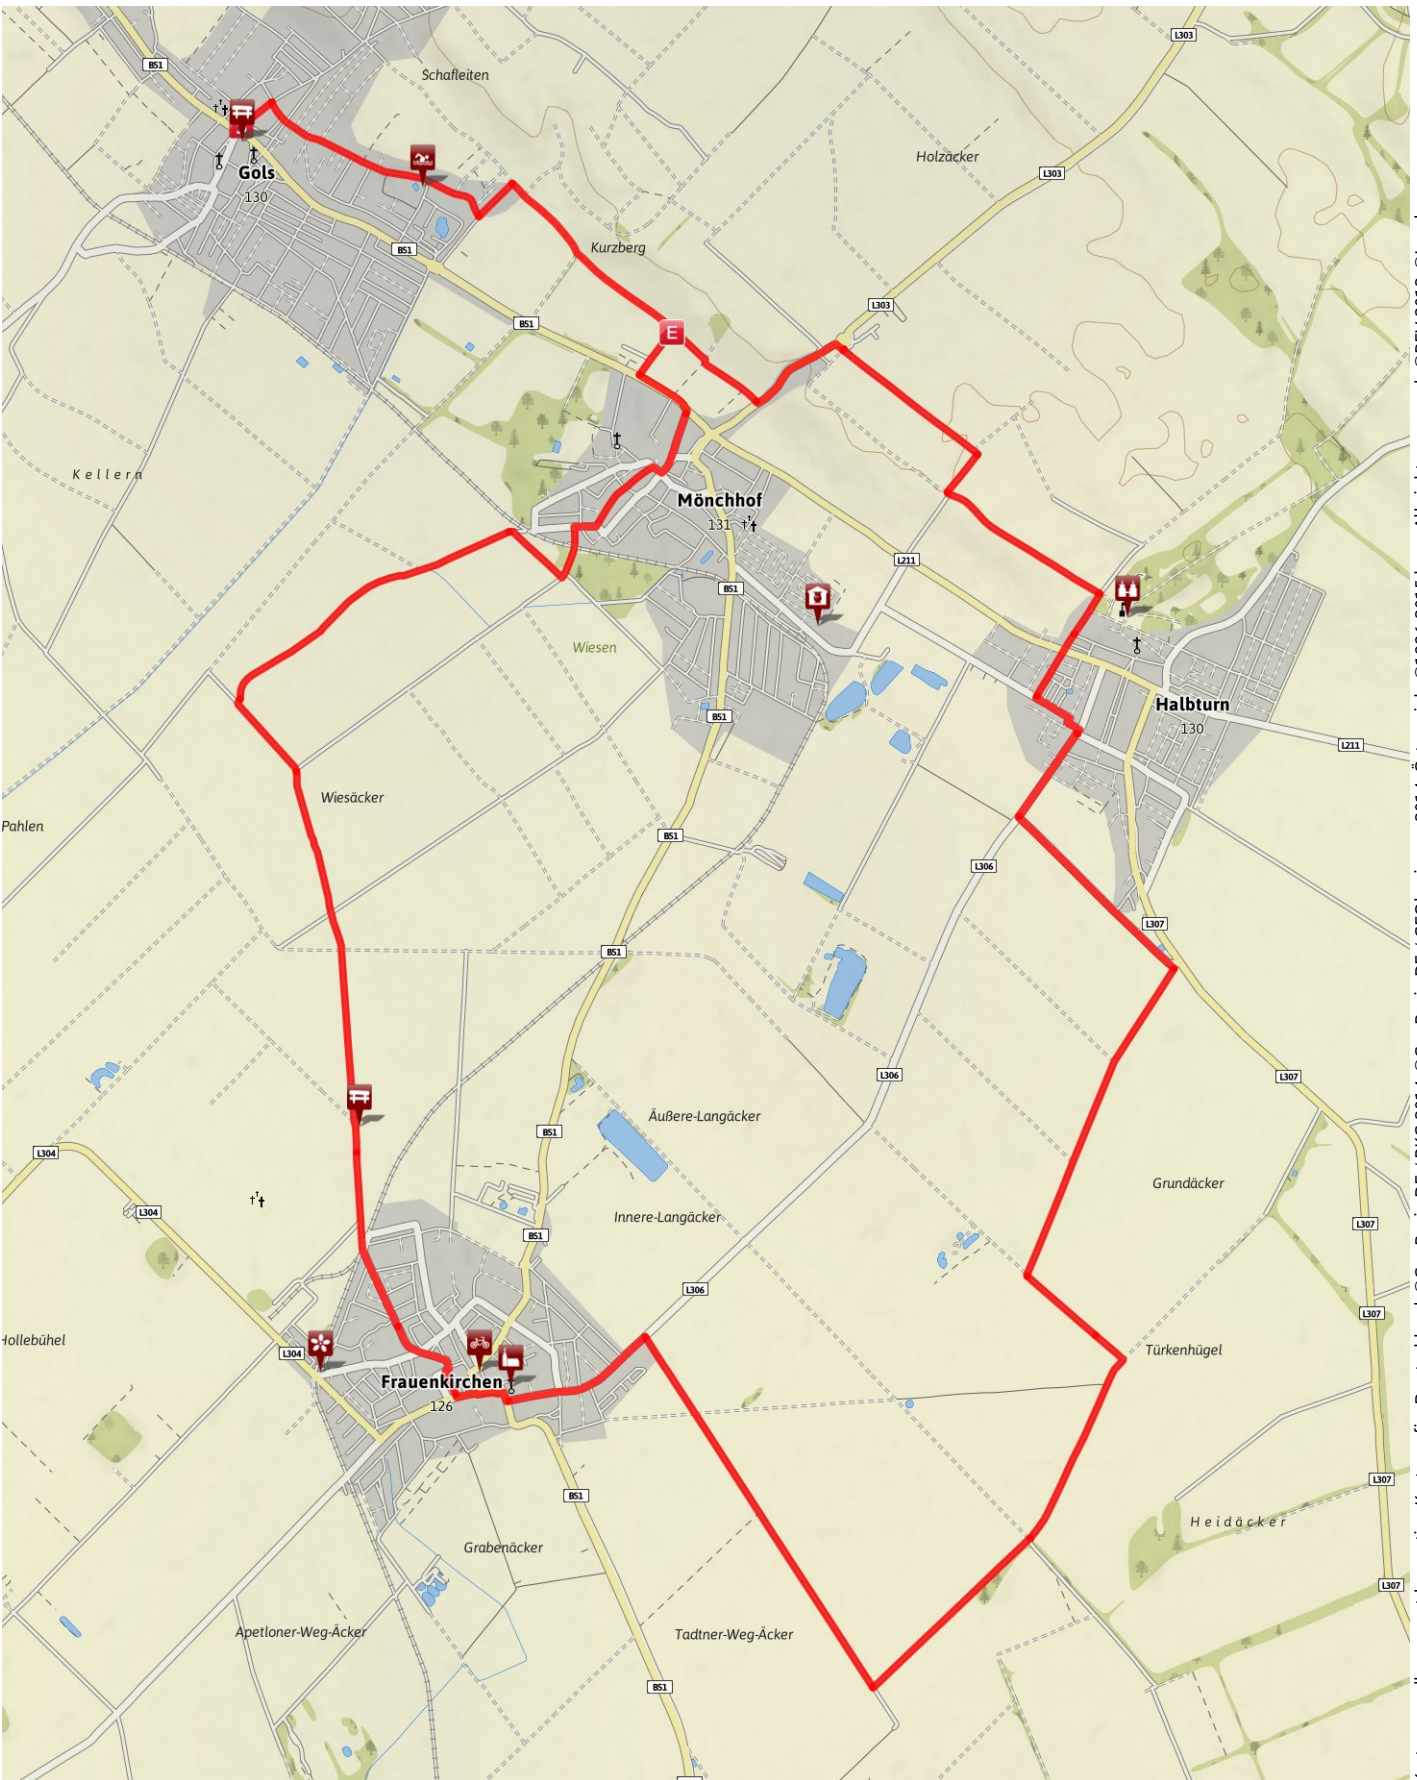 L303
B51
Schafleiten
Holzäcker
L303
Gols
130
B51
Kurzberg
L303
B51
E
Kellern
Mönchhof
131
L211
B51
Wiesen
Halbturn
130
B51
L211
Wiesäcker
Pahlen
B51
L306
L307
B51
L306
L307
Äußere-Langäcker
B51
L304
Grundäcker
L304
Innere-Langäcker
L307
B51
L306
L307
Hollebühel
L304
Türkenhügel
Frauenkirchen
126
L307
B51
Heidäcker
Grabenäcker
L307
Apetloner-Weg-Äcker
Tadtner-Weg-Äcker
B51